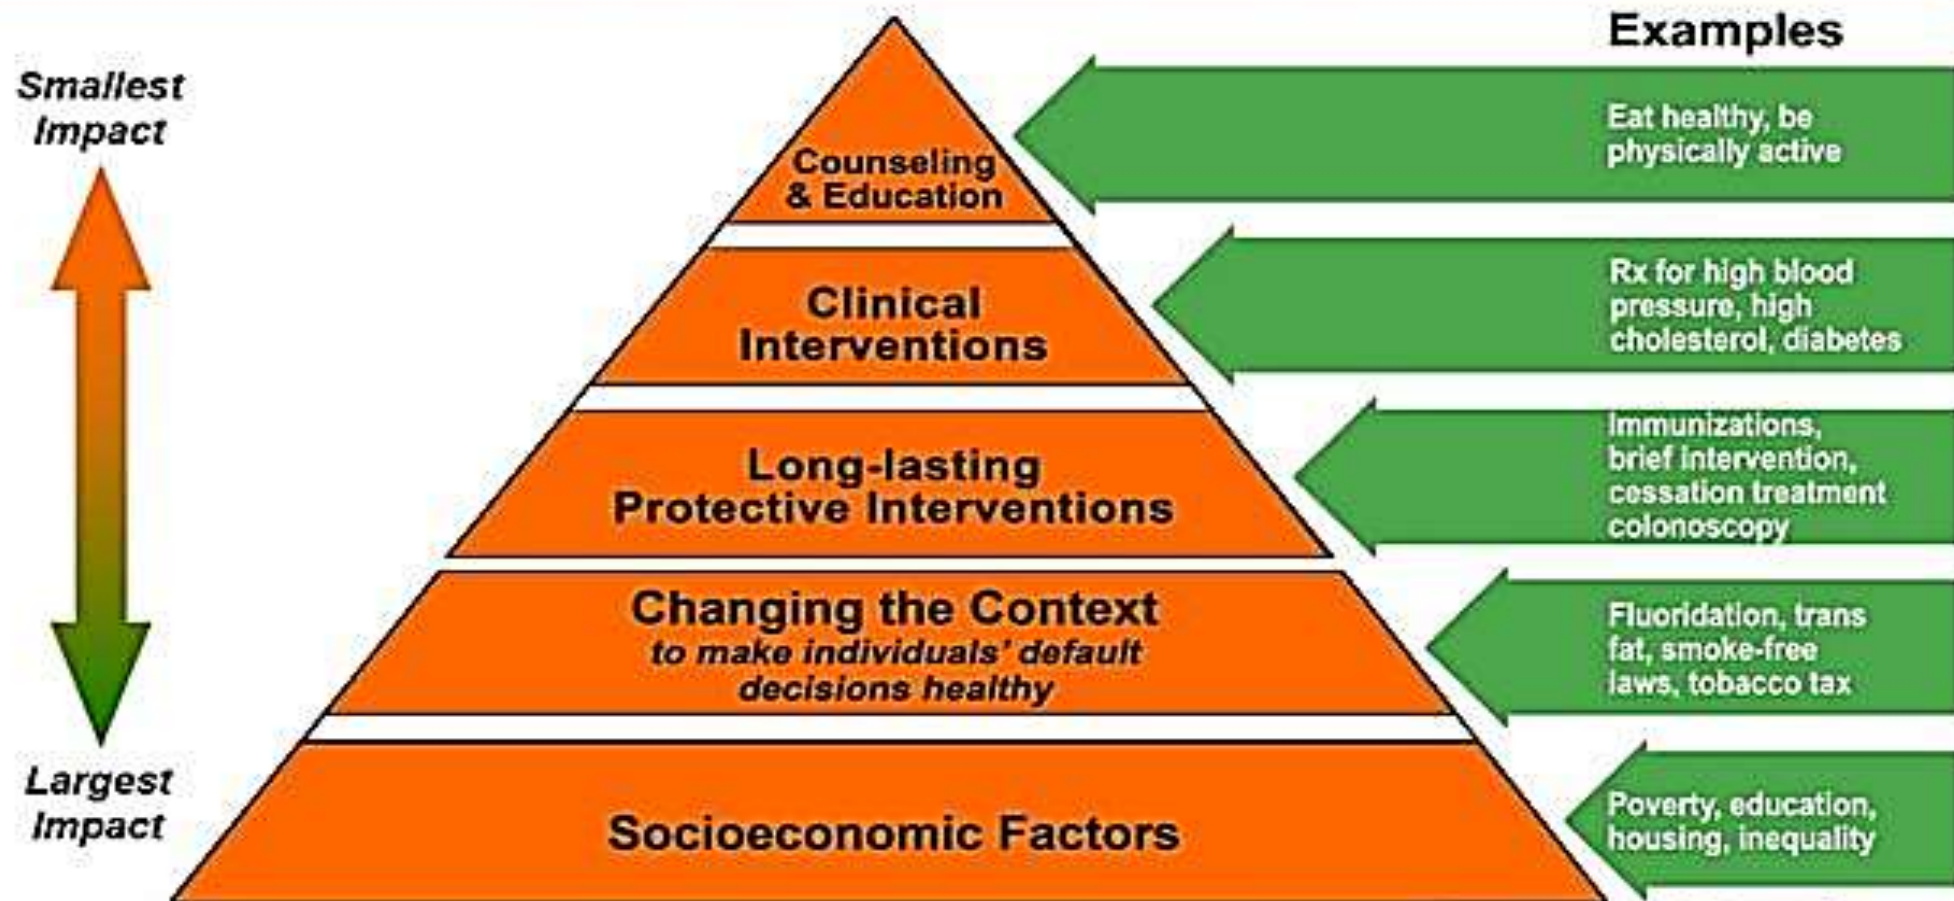 Examples
Smallest
Impact
Counseling
& Education
Eat healthy, be
physically active
Clinical
Interventions
Rx for high blood
pressure, high
cholesterol, diabetes
Long-lasting
Protective Interventions
Immunizations,
brief intervention,
cessation treatment
colonoscopy
Changing the Context
to make individuals' default
decisions healthy
Fluoridation, trans
fat, smoke-free
laws, tobacco tax
Largest
Impact
Socioeconomic Factors
Poverty, education,
housing, inequality